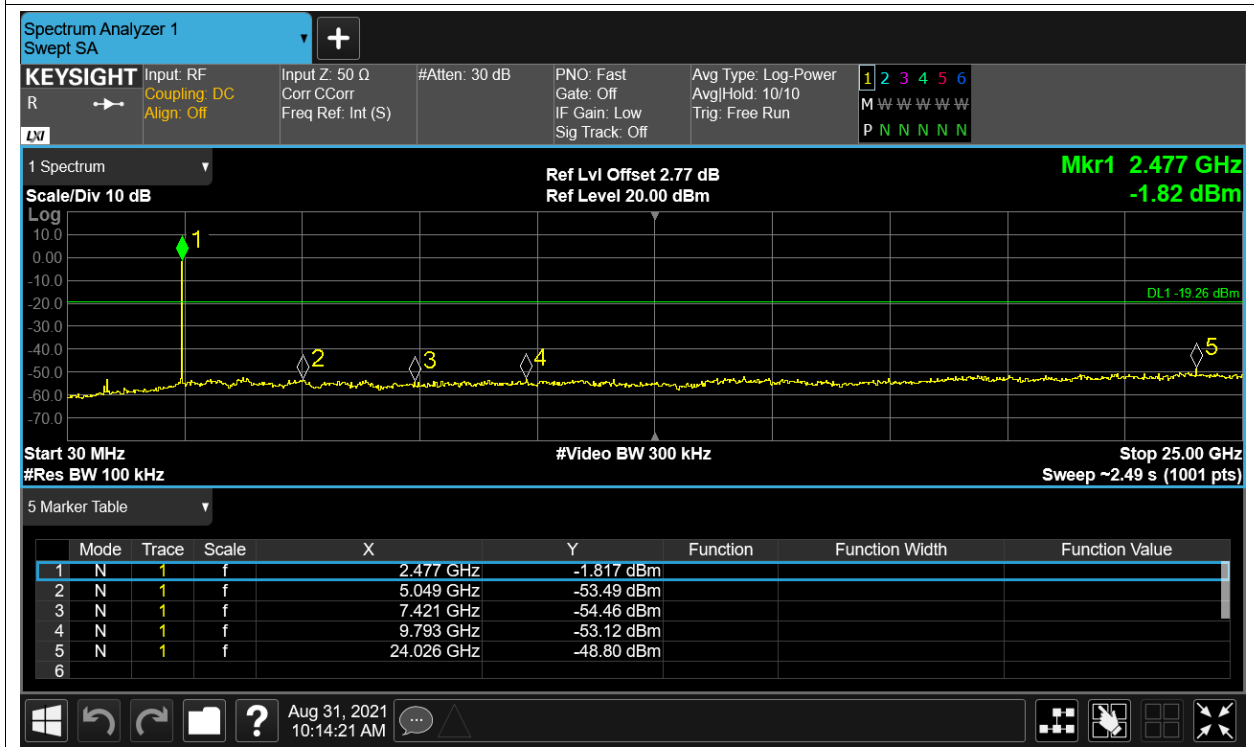 Spectrum Analyzer 1
Swept SA
KEYSIGHT Input: RF Input Z: 50 Ω #Atten: 30 dB PNO: Fast Avg Type: Log-Power 1 2 3 4 5 6
R Coupling: DC Corr CCorr Gate: Off Avg|Hold: 10/10 M W W W W W
Align: Off Freq Ref: Int (S) IF Gain: Low Trig: Free Run
LXI Sig Track: Off P N N N N N
1 Spectrum Ref Lvl Offset 2.77 dB Mkr1 2.477 GHz
Scale/Div 10 dB Ref Level 20.00 dBm -1.82 dBm
Log
10.0 1
0.00
-10.0
DL1 -19.26 dBm
-20.0
-30.0
-40.0 2 3 4 5
-50.0
-60.0
-70.0
Start 30 MHz #Video BW 300 kHz Stop 25.00 GHz
#Res BW 100 kHz Sweep ~2.49 s (1001 pts)
5 Marker Table
Mode Trace Scale X Y Function Function Width Function Value
1 N 1 f 2.477 GHz -1.817 dBm
2 N 1 f 5.049 GHz -53.49 dBm
3 N 1 f 7.421 GHz -54.46 dBm
4 N 1 f 9.793 GHz -53.12 dBm
5 N 1 f 24.026 GHz -48.80 dBm
6
? Aug 31, 2021
10:14:21 AM